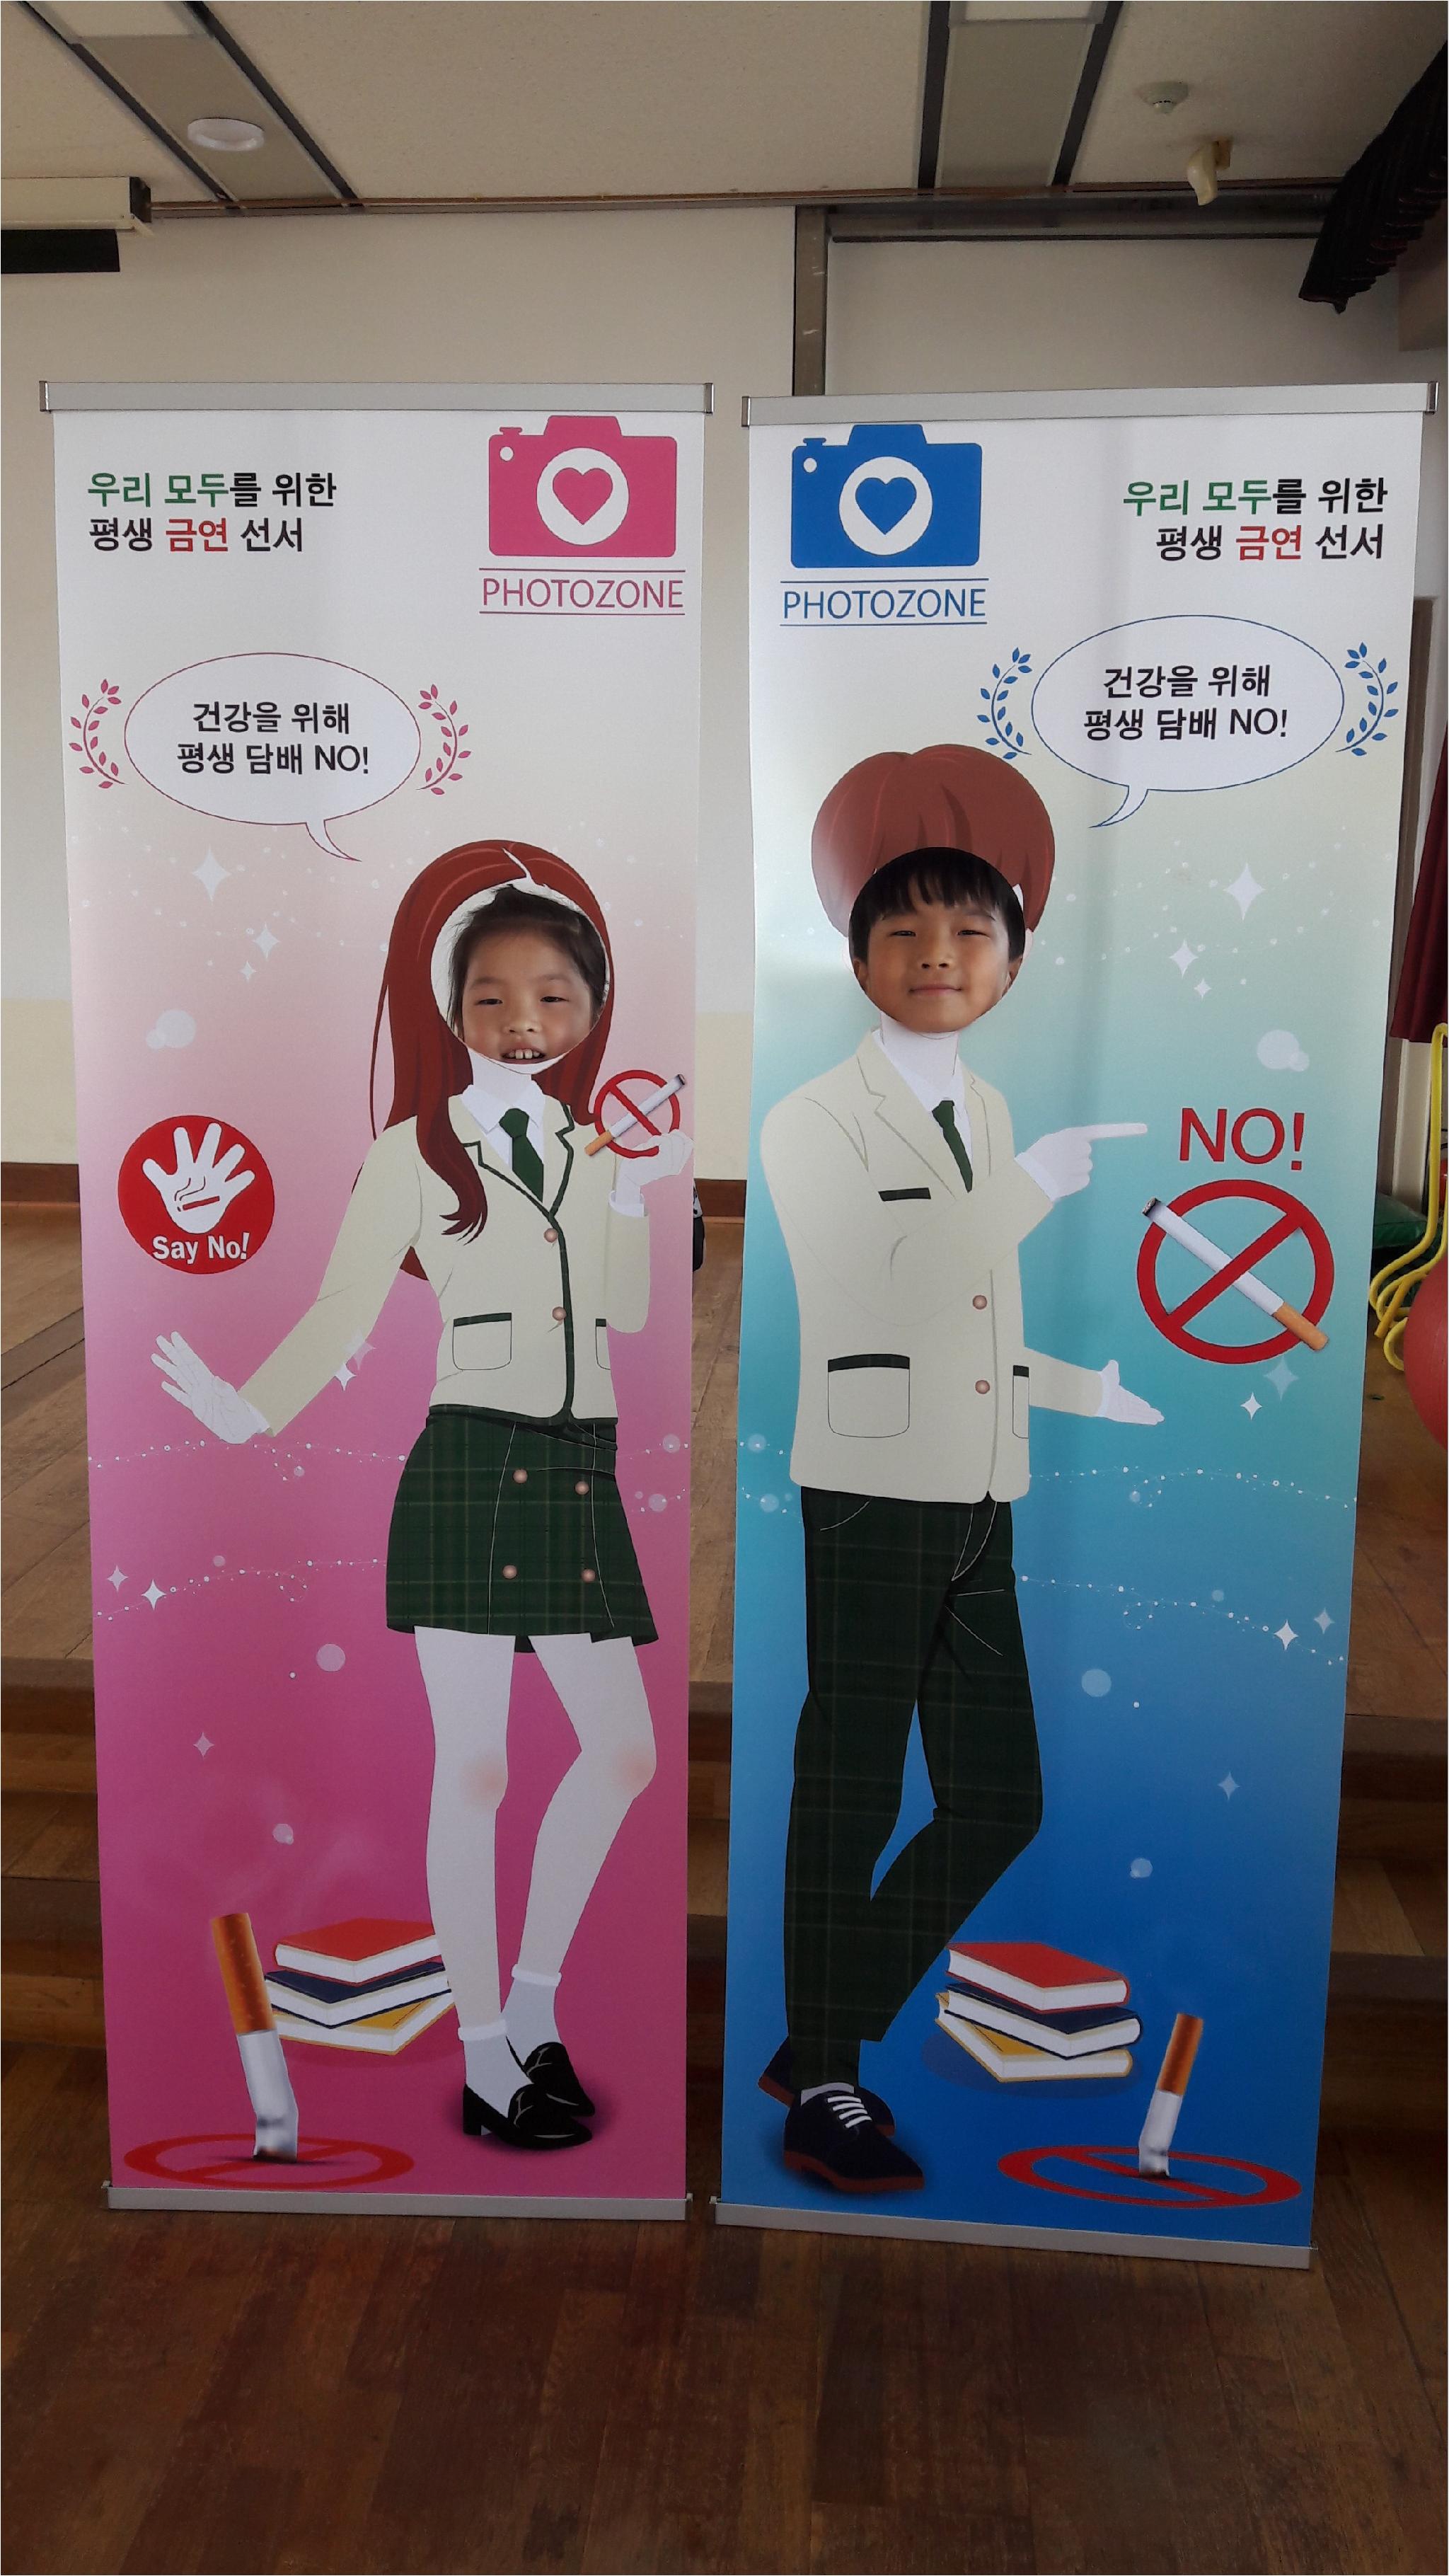 우리 모두를 위한
평생 금연 선서
PHOTOZONE
건강을 위해
평생 담배 NO!
Say No!
PHOTOZONE
우리 모두를 위한
평생 금연 선서
건강을 위해
평생 담배 NO!
NO!